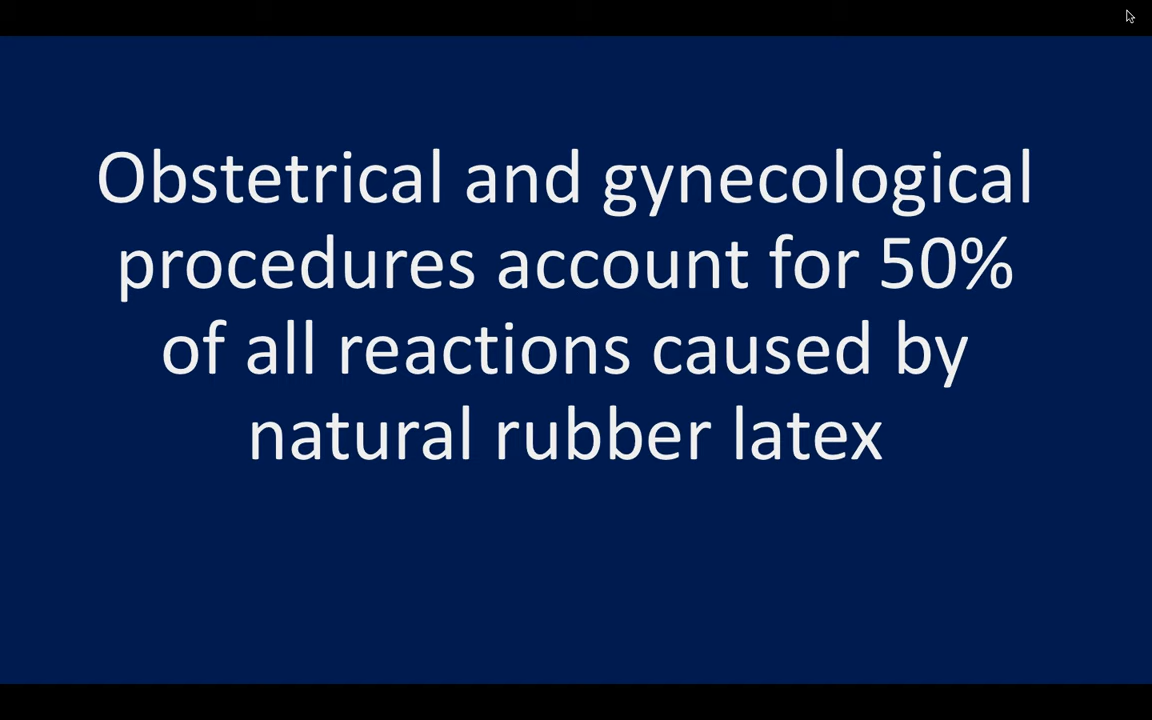 Obstetrical and gynecological
procedures account for 50%
of all reactions caused by
natural rubber latex